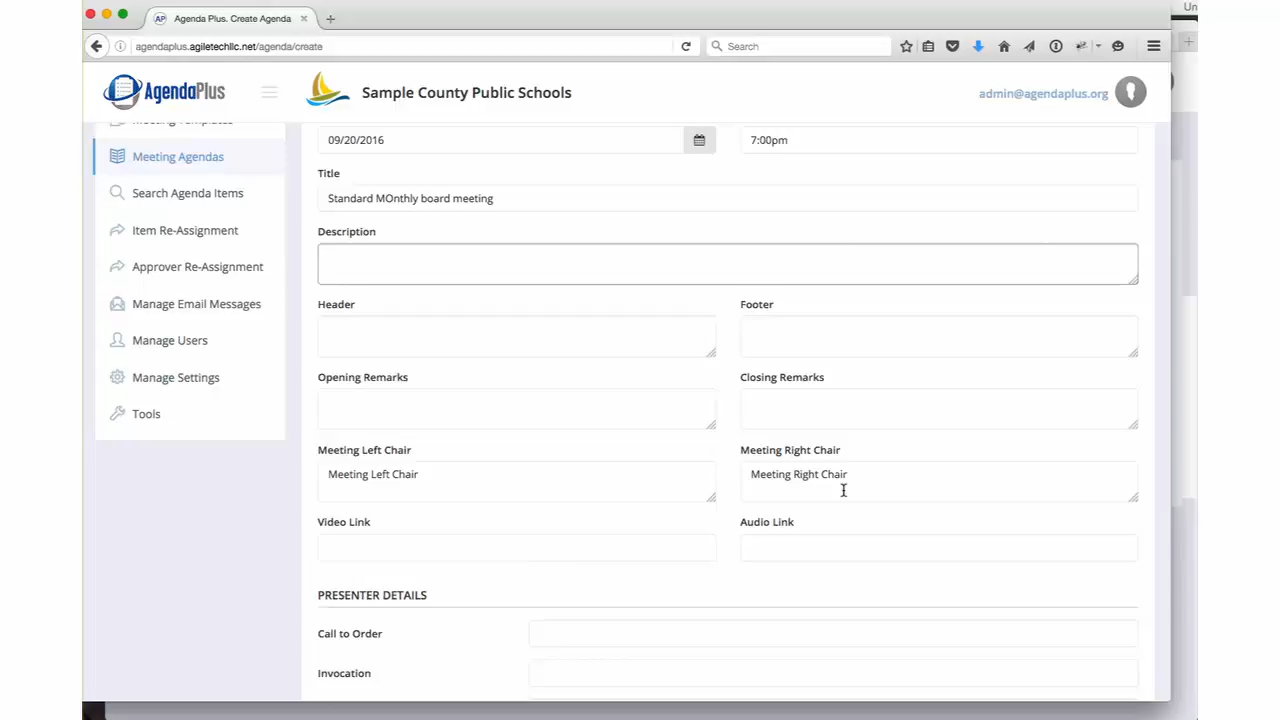 Un
AP Agenda Plus. Create Agenda
agendaplus.agiletechllc.net/agenda/create
Search
AgendaPlus
Sample County Public Schools
admin@agendaplus.org
Meeting Templates
Meeting Agendas
Search Agenda Items
Item Re-Assignment
Approver Re-Assignment
Manage Email Messages
Manage Users
Manage Settings
Tools
09/20/2016
7:00pm
Title
Standard MOnthly board meeting
Description
Header
Footer
Opening Remarks
Closing Remarks
Meeting Left Chair
Meeting Right Chair
Meeting Left Chair
Meeting Right Chair
Video Link
Audio Link
PRESENTER DETAILS
Call to Order
Invocation